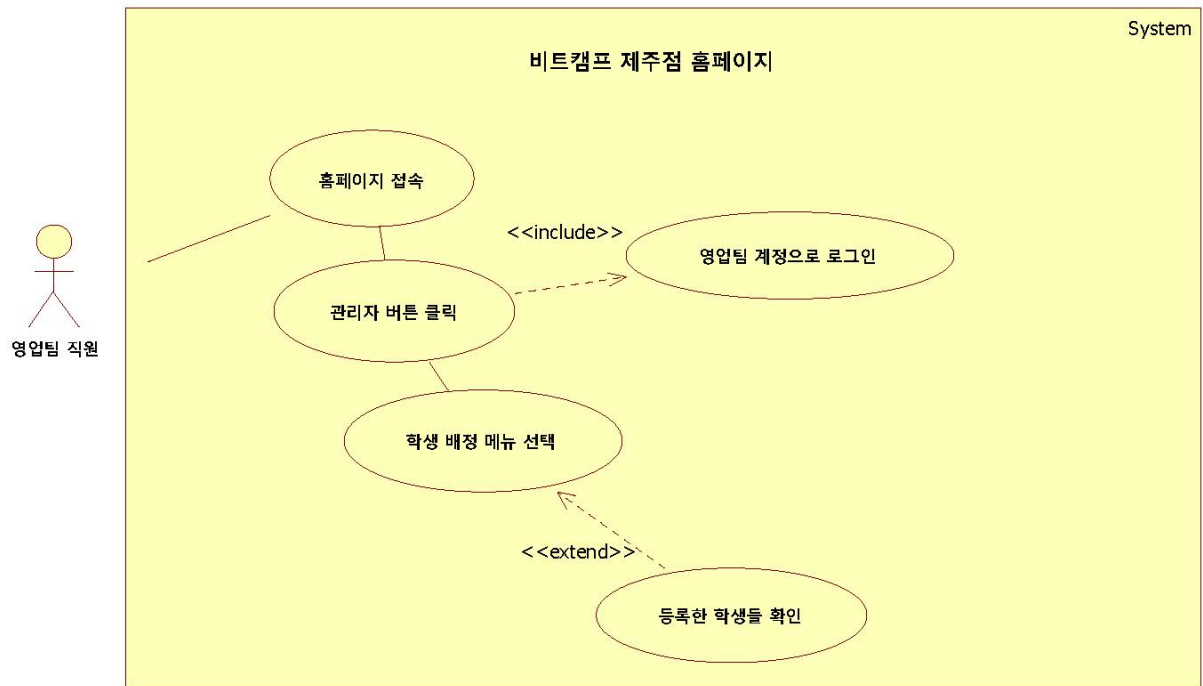 System
비트캠프 제주점 홈페이지
홈페이지 접속
<<include>>
영업팀 계정으로 로그인
관리자 버튼 클릭
영업팀 직원
학생 배정 메뉴 선택
<<extend>>
등록한 학생들 확인